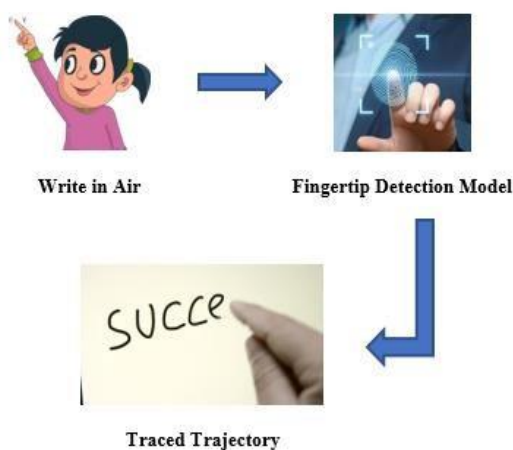 Write in Air
Fingertip Detection Model
succe
Traced Trajectory